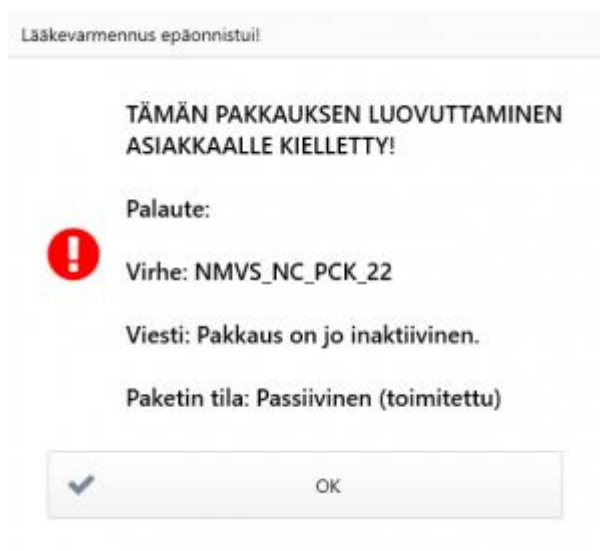 Lääkevarmennus epäonnistui!
TÄMÄN PAKKAUKSEN LUOVUTTAMINEN
ASIAKKAALLE KIELLETTY!
Palaute:
Virhe: NMVS_NC_PCK_22
Viesti: Pakkaus on jo inaktiivinen.
Paketin tila: Passiivinen (toimitettu)
OK